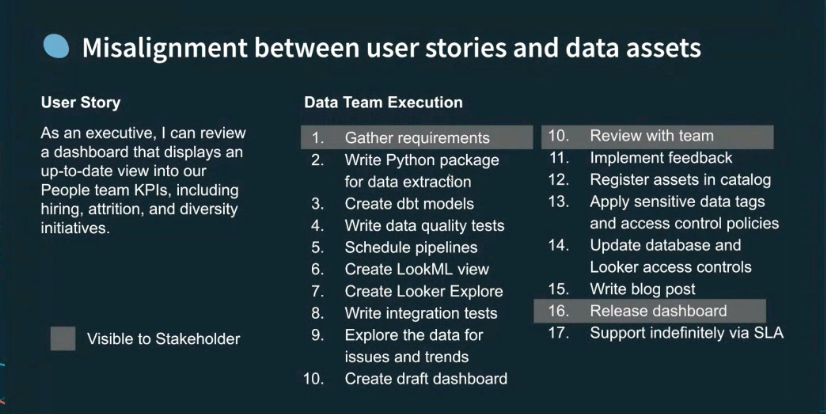 Misalignment between user stories and data assets
User Story
As an executive, I can review
a dashboard that displays an
up-to-date view into our
People team KPIs, including
hiring, attrition, and diversity
initiatives.
Visible to Stakeholder
Data Team Execution
1. Gather requirements
2. Write Python package
for data extraction
3. Create dbt models
4. Write data quality tests
5. Schedule pipelines
6. Create LookML view
7. Create Looker Explore
8. Write integration tests
9. Explore the data for
issues and trends
10. Create draft dashboard
10. Review with team
11. Implement feedback
12. Register assets in catalog
13. Apply sensitive data tags
and access control policies
14. Update database and
Looker access controls
15. Write blog post
16. Release dashboard
17. Support indefinitely via SLA